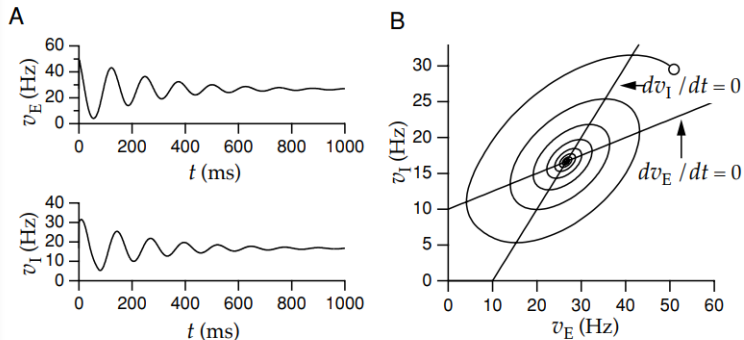 A
60
40
20
0
v_E (Hz)
0 200 400 600 800 1000
t (ms)
40
30
20
10
0
v_I (Hz)
0 200 400 600 800 1000
t (ms)
B
30
25
20
15
10
5
0
v_I (Hz)
dv_I /dt = 0
dv_E /dt = 0
0 10 20 30 40 50 60
v_E (Hz)